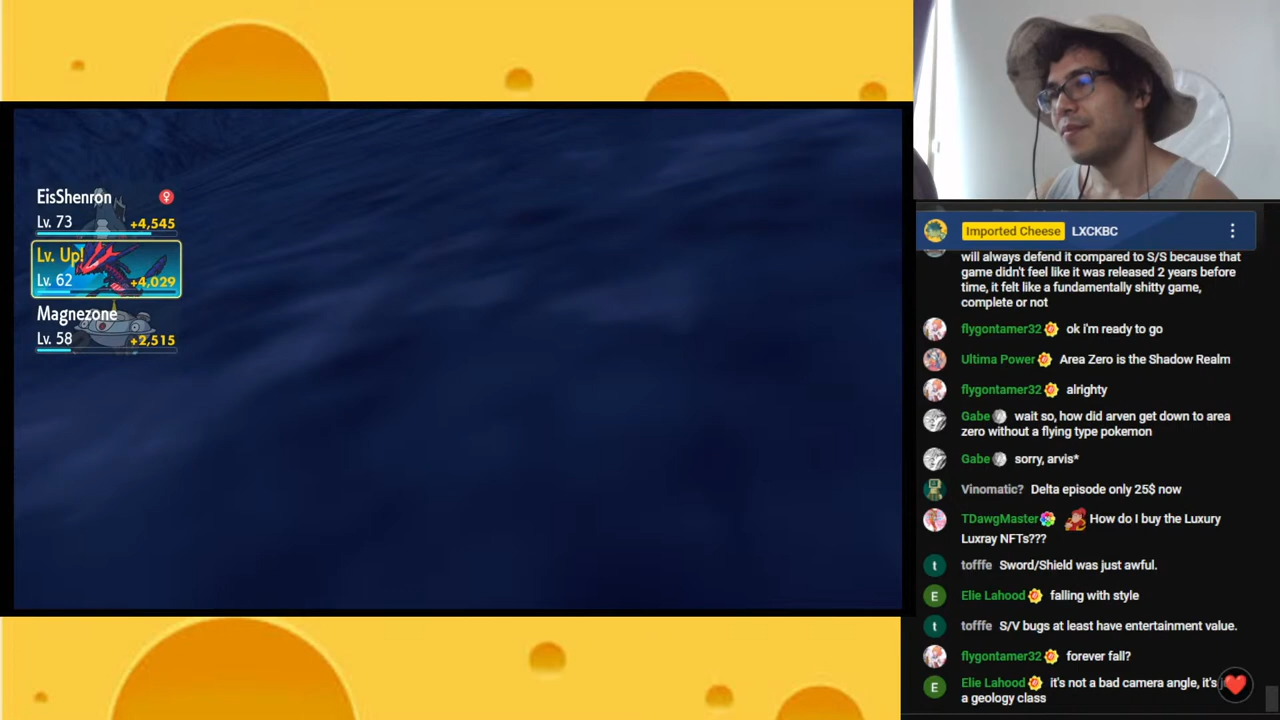 EisShenron ♀
Lv. 73 +4,545
Lv. Up!
Lv. 62 +4,029
Magnezone
Lv. 58 +2,515
Imported Cheese LXCKBC
will always defend it compared to S/S because that
game didn't feel like it was released 2 years before
time, it felt like a fundamentally shitty game,
complete or not
flygontamer32 ok i'm ready to go
Ultima Power Area Zero is the Shadow Realm
flygontamer32 alrighty
Gabe wait so, how did arven get down to area
zero without a flying type pokemon
Gabe sorry, arvis*
Vinomatic? Delta episode only 25$ now
TDawgMaster How do I buy the Luxury
Luxray NFTs???
t tofffe Sword/Shield was just awful.
E Elie Lahood falling with style
t tofffe S/V bugs at least have entertainment value.
flygontamer32 forever fall?
E Elie Lahood it's not a bad camera angle, it's
a geology class